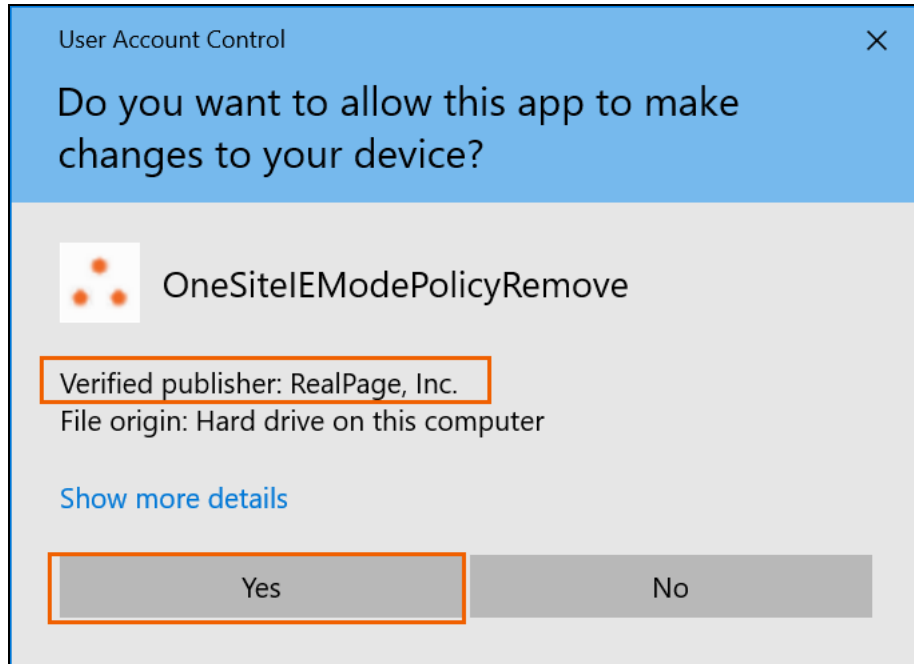 User Account Control
Do you want to allow this app to make
changes to your device?
OneSiteIEModePolicyRemove
Verified publisher: RealPage, Inc.
File origin: Hard drive on this computer
Show more details
Yes
No